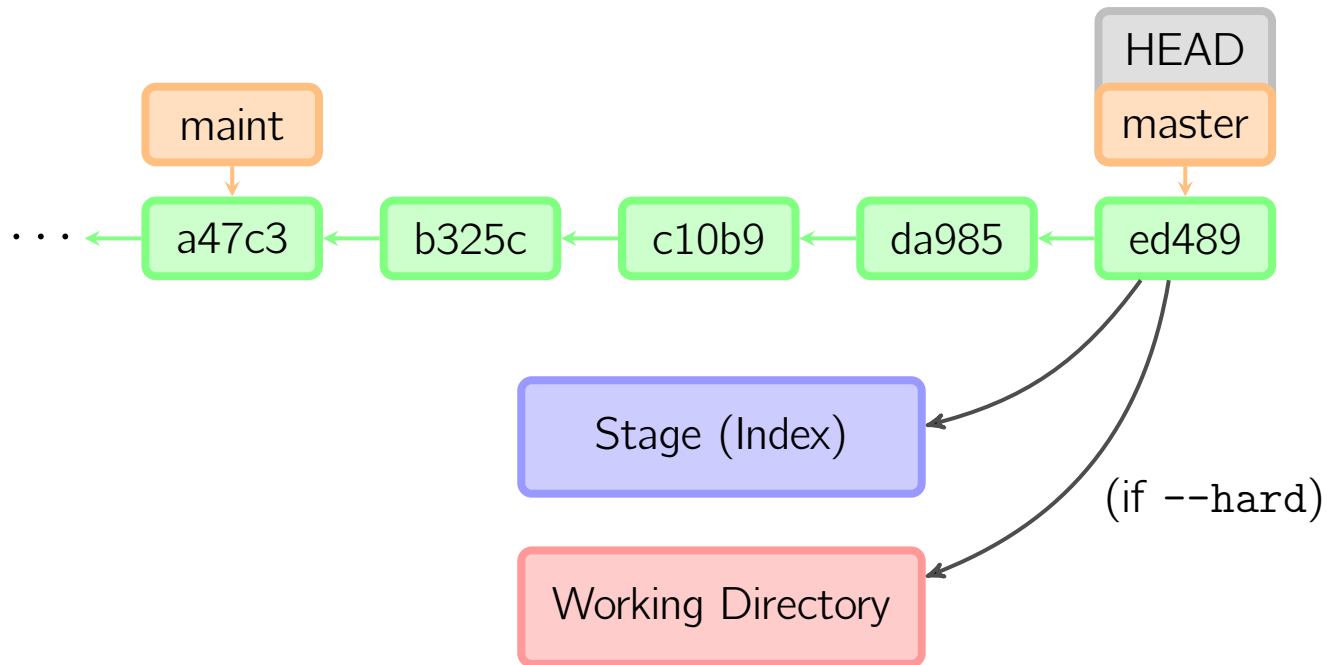 HEAD
maint
master
···
a47c3
b325c
c10b9
da985
ed489
Stage (Index)
(if --hard)
Working Directory